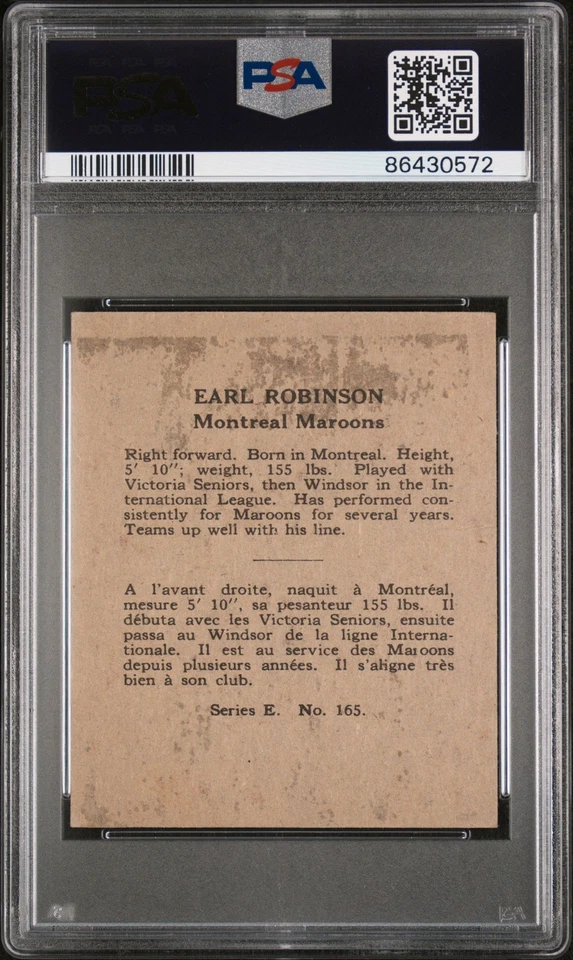 PSA
86430572
EARL ROBINSON
Montreal Maroons
Right forward. Born in Montreal. Height,
5' 10"; weight, 155 lbs. Played with
Victoria Seniors, then Windsor in the In-
ternational League. Has performed con-
sistently for Maroons for several years.
Teams up well with his line.
A l'avant droite, naquit à Montréal,
mesure 5' 10", sa pesanteur 155 lbs. Il
débuta avec les Victoria Seniors, ensuite
passa au Windsor de la ligne Interna-
tionale. Il est au service des Maroons
depuis plusieurs années. Il s'aligne très
bien à son club.
Series E. No. 165.